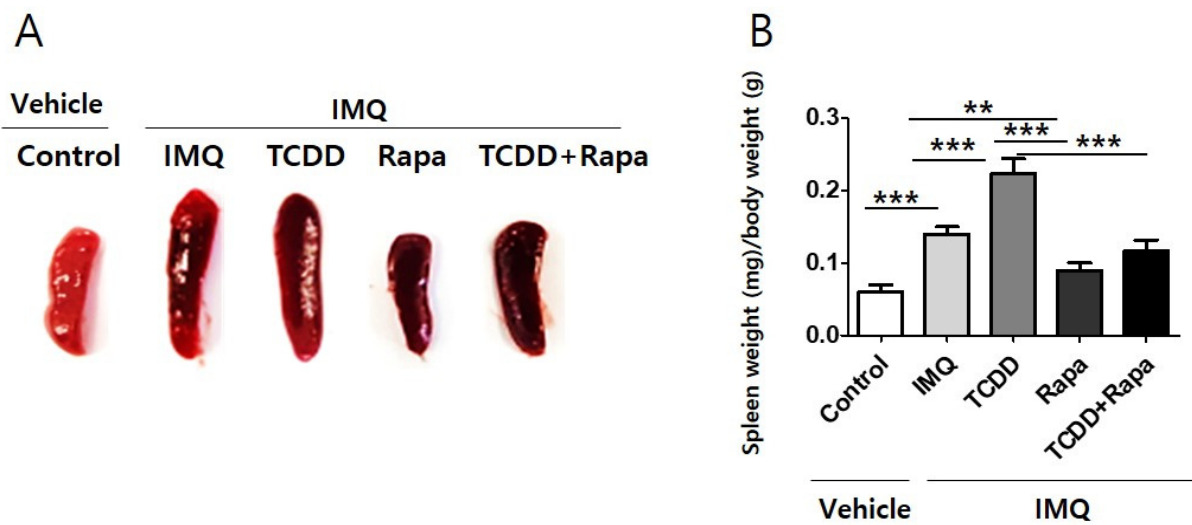 A
Vehicle
IMQ
Control
IMQ
TCDD
Rapa
TCDD+Rapa
B
Spleen weight (mg)/body weight (g)
0.3
0.2
0.1
0.0
**
***
***
***
***
Control
IMQ
TCDD
Rapa
TCDD+Rapa
Vehicle
IMQ